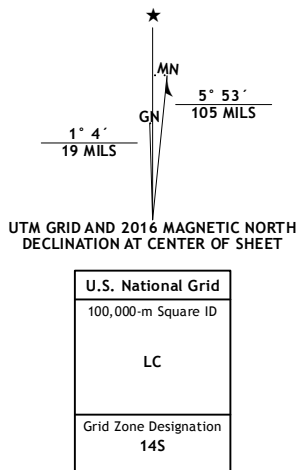 MN
GN
5° 53´
105 MILS
1° 4´
19 MILS
UTM GRID AND 2016 MAGNETIC NORTH
DECLINATION AT CENTER OF SHEET
U.S. National Grid
100,000-m Square ID
LC
Grid Zone Designation
14S